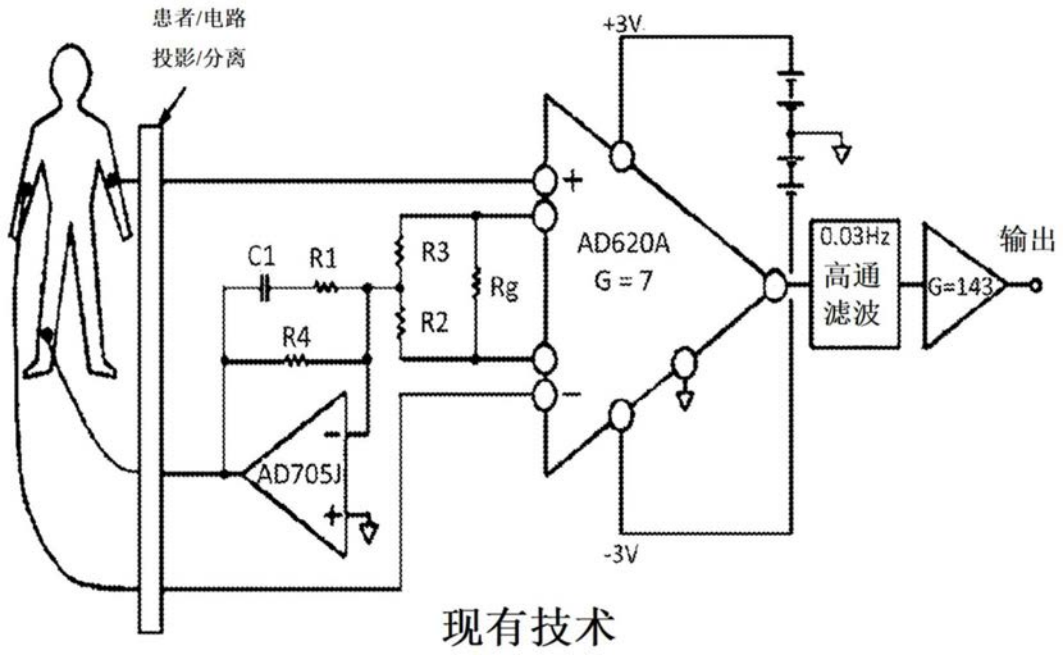 患者/电路
投影/分离
+3V
+
C1
R1
R3
Rg
AD620A
G = 7
0.03Hz
高通
滤波
G=143
输出
R4
R2
−
−
AD705J
+
-3V
现有技术